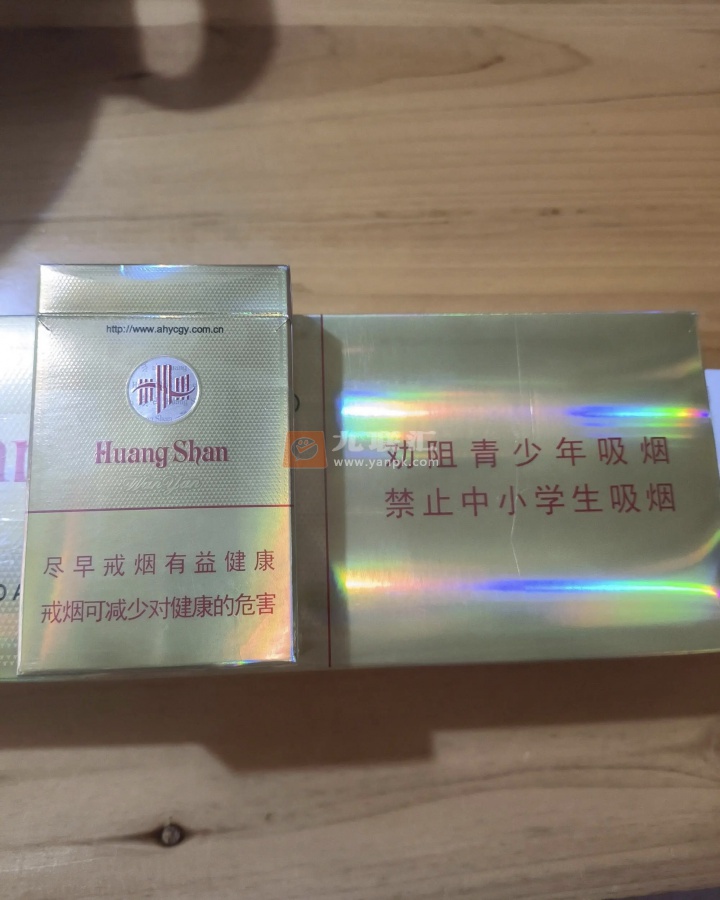 http://www.ahycgy.com.cn
Huang Shan
尽早戒烟有益健康
戒烟可减少对健康的危害
劝阻青少年吸烟
禁止中小学生吸烟
www.yanpk.com